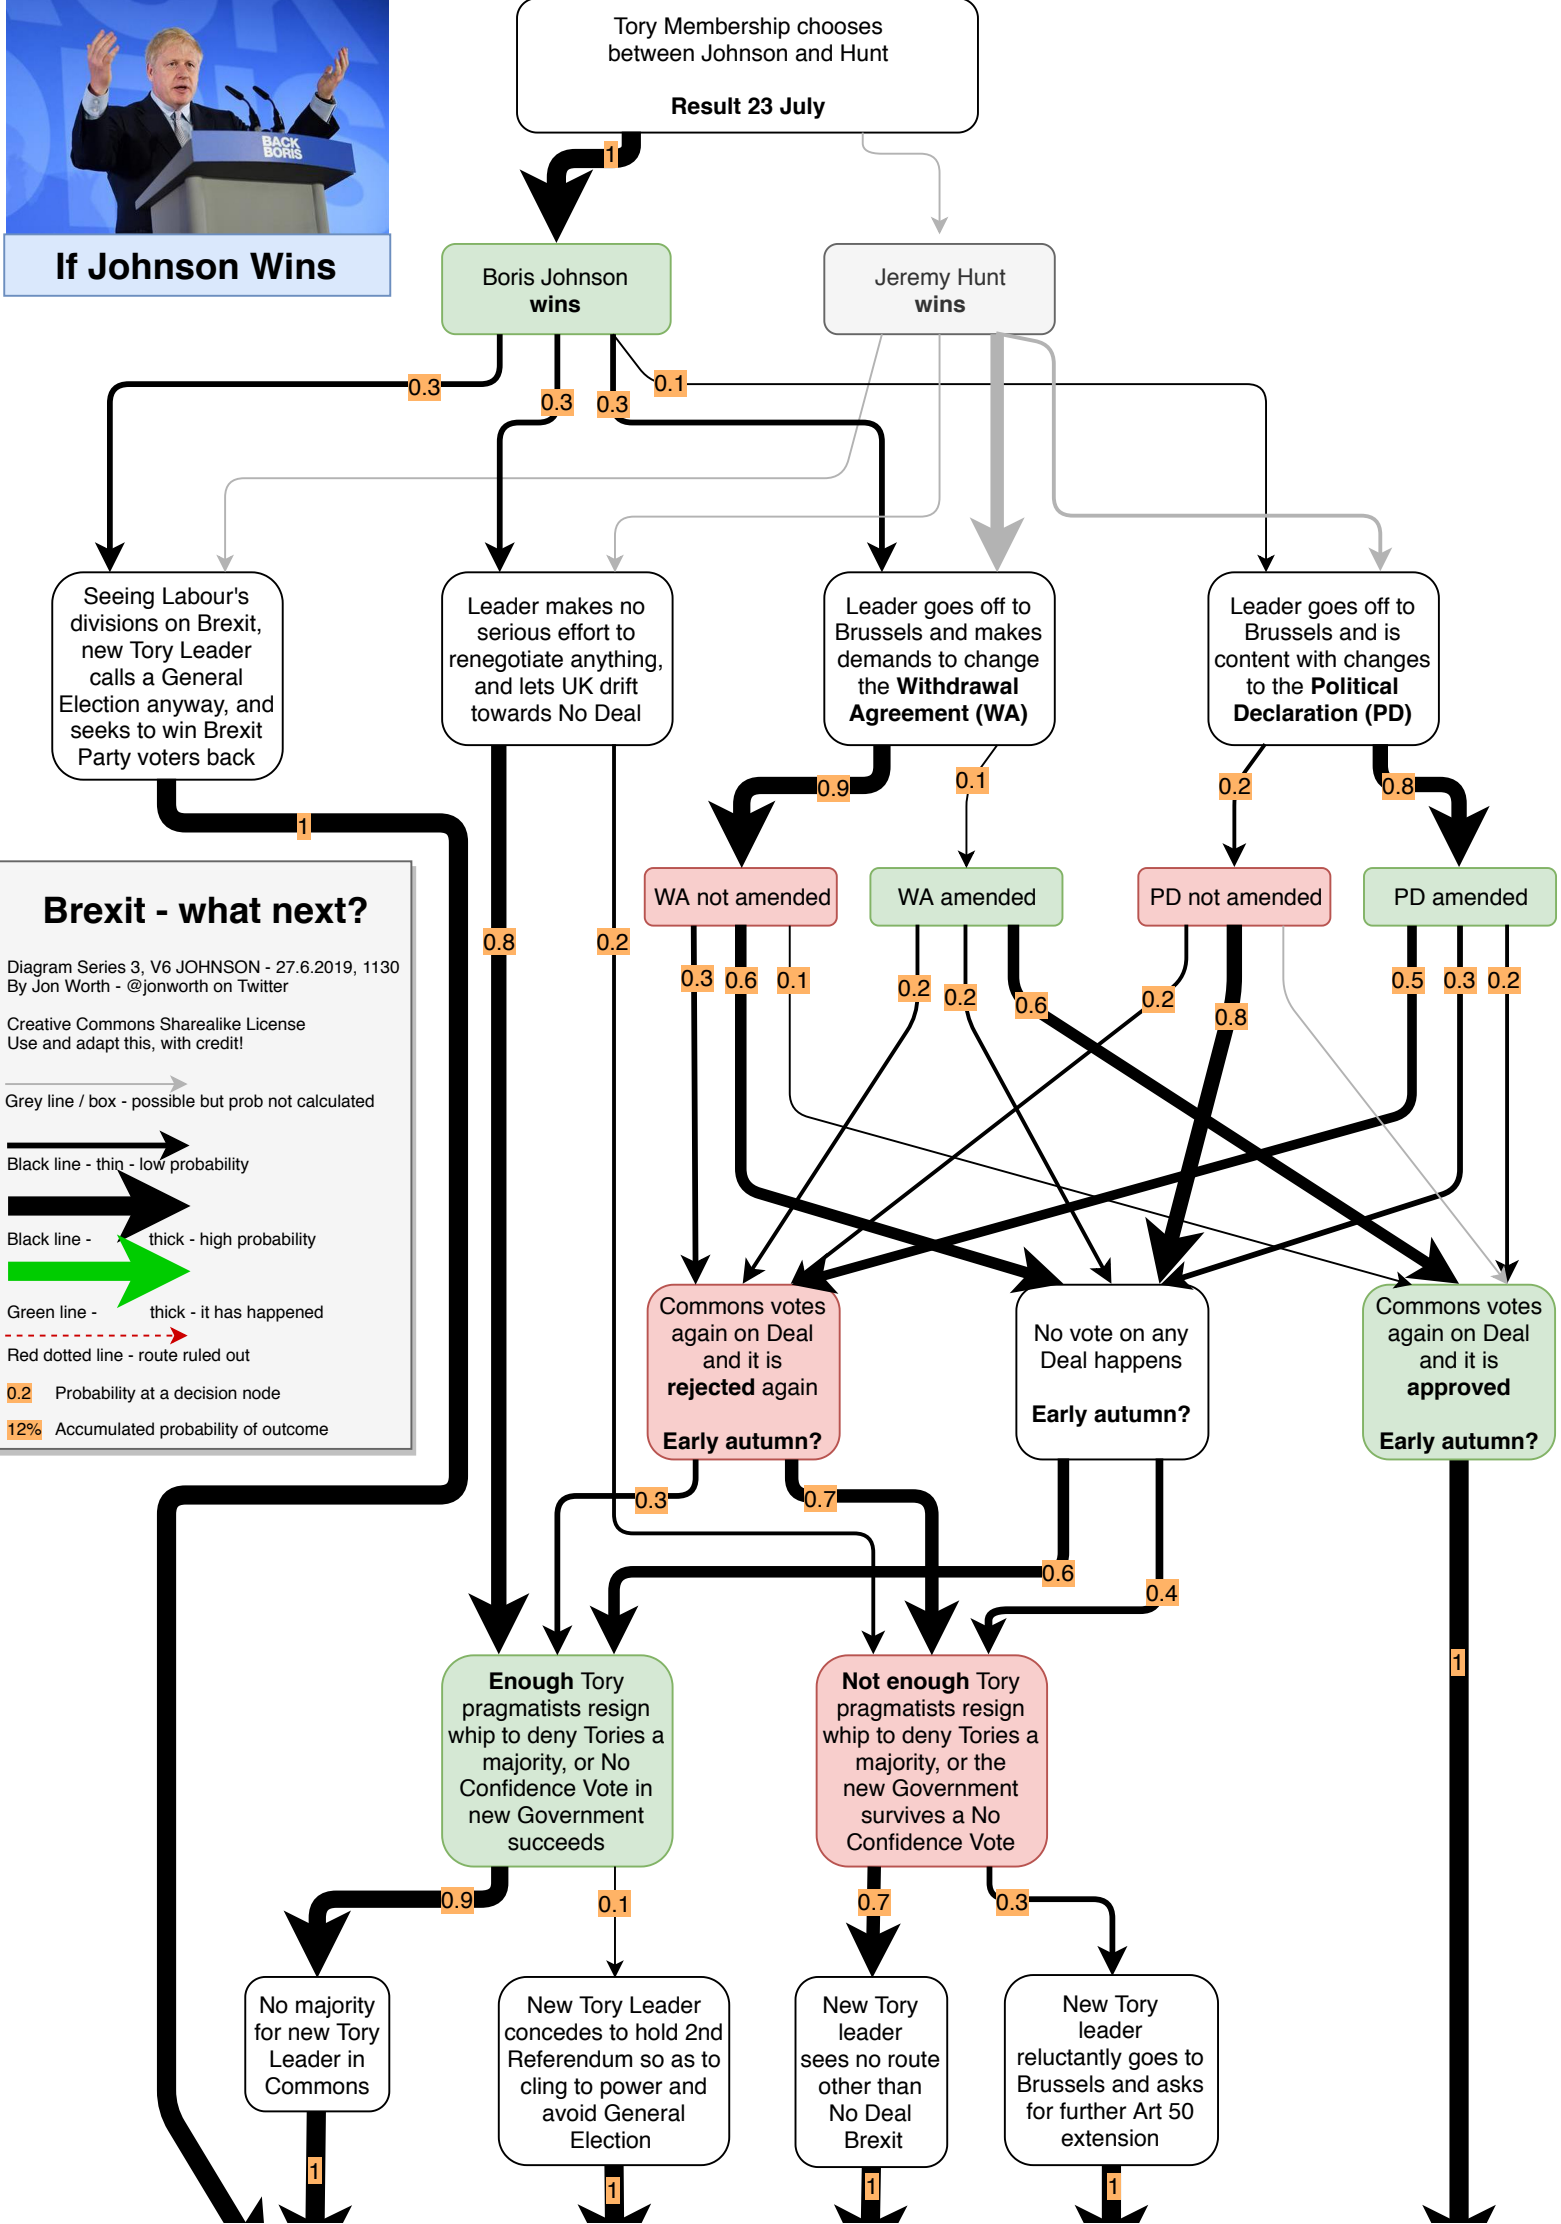 BACK
BORIS
If Johnson Wins
Tory Membership chooses
between Johnson and Hunt
Result 23 July
1
Boris Johnson
wins
Jeremy Hunt
wins
0.3
0.3
0.3
0.1
Seeing Labour's
divisions on Brexit,
new Tory Leader
calls a General
Election anyway, and
seeks to win Brexit
Party voters back
Leader makes no
serious effort to
renegotiate anything,
and lets UK drift
towards No Deal
Leader goes off to
Brussels and makes
demands to change
the Withdrawal
Agreement (WA)
Leader goes off to
Brussels and is
content with changes
to the Political
Declaration (PD)
1
0.8
0.2
0.9
0.1
0.2
0.8
WA not amended
WA amended
PD not amended
PD amended
0.3
0.6
0.1
0.2
0.2
0.6
0.2
0.8
0.5
0.3
0.2
Brexit - what next?
Diagram Series 3, V6 JOHNSON - 27.6.2019, 1130
By Jon Worth - @jonworth on Twitter
Creative Commons Sharealike License
Use and adapt this, with credit!
Grey line / box - possible but prob not calculated
Black line - thin - low probability
Black line - thick - high probability
Green line - thick - it has happened
Red dotted line - route ruled out
0.2 Probability at a decision node
12% Accumulated probability of outcome
Commons votes
again on Deal
and it is
rejected again
Early autumn?
No vote on any
Deal happens
Early autumn?
Commons votes
again on Deal
and it is
approved
Early autumn?
0.3
0.7
0.6
0.4
1
Enough Tory
pragmatists resign
whip to deny Tories a
majority, or No
Confidence Vote in
new Government
succeeds
Not enough Tory
pragmatists resign
whip to deny Tories a
majority, or the
new Government
survives a No
Confidence Vote
0.9
0.1
0.7
0.3
No majority
for new Tory
Leader in
Commons
New Tory Leader
concedes to hold 2nd
Referendum so as to
cling to power and
avoid General
Election
New Tory
leader
sees no route
other than
No Deal
Brexit
New Tory
leader
reluctantly goes to
Brussels and asks
for further Art 50
extension
1
1
1
1